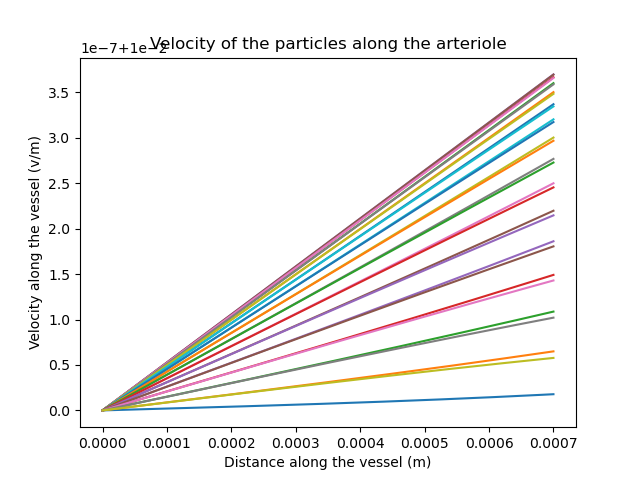 1e−7+1e−2
Velocity of the particles along the arteriole
Velocity along the vessel (v/m)
3.5
3.0
2.5
2.0
1.5
1.0
0.5
0.0
0.0000 0.0001 0.0002 0.0003 0.0004 0.0005 0.0006 0.0007
Distance along the vessel (m)